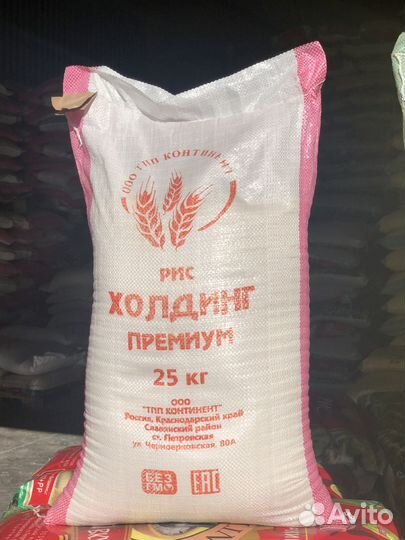 ООО ТПП КОНТИНЕНТ
РИС
ХОЛДИНГ
ПРЕМИУМ
25 кг
ООО
"ТПП КОНТИНЕНТ"
Россия, Краснодарский край
Славянский район
ст. Петровская
ул. Черноерковская, 80А
БЕЗ
ГМО
ЕАС
Avito